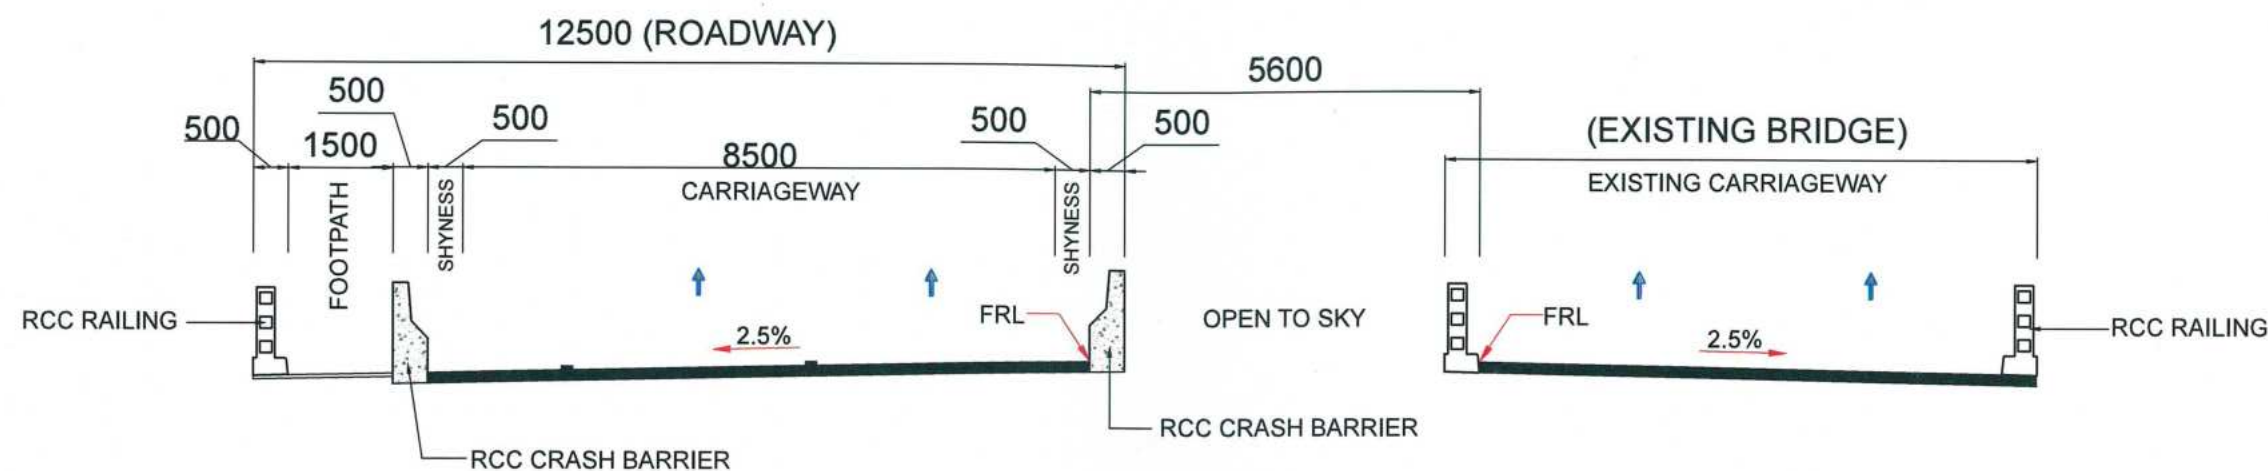 12500 (ROADWAY)
5600
500
500
500
500
500
1500
8500
(EXISTING BRIDGE)
CARRIAGEWAY
EXISTING CARRIAGEWAY
FOOTPATH
SHYNESS
SHYNESS
RCC RAILING
FRL
OPEN TO SKY
FRL
RCC RAILING
2.5%
2.5%
RCC CRASH BARRIER
RCC CRASH BARRIER